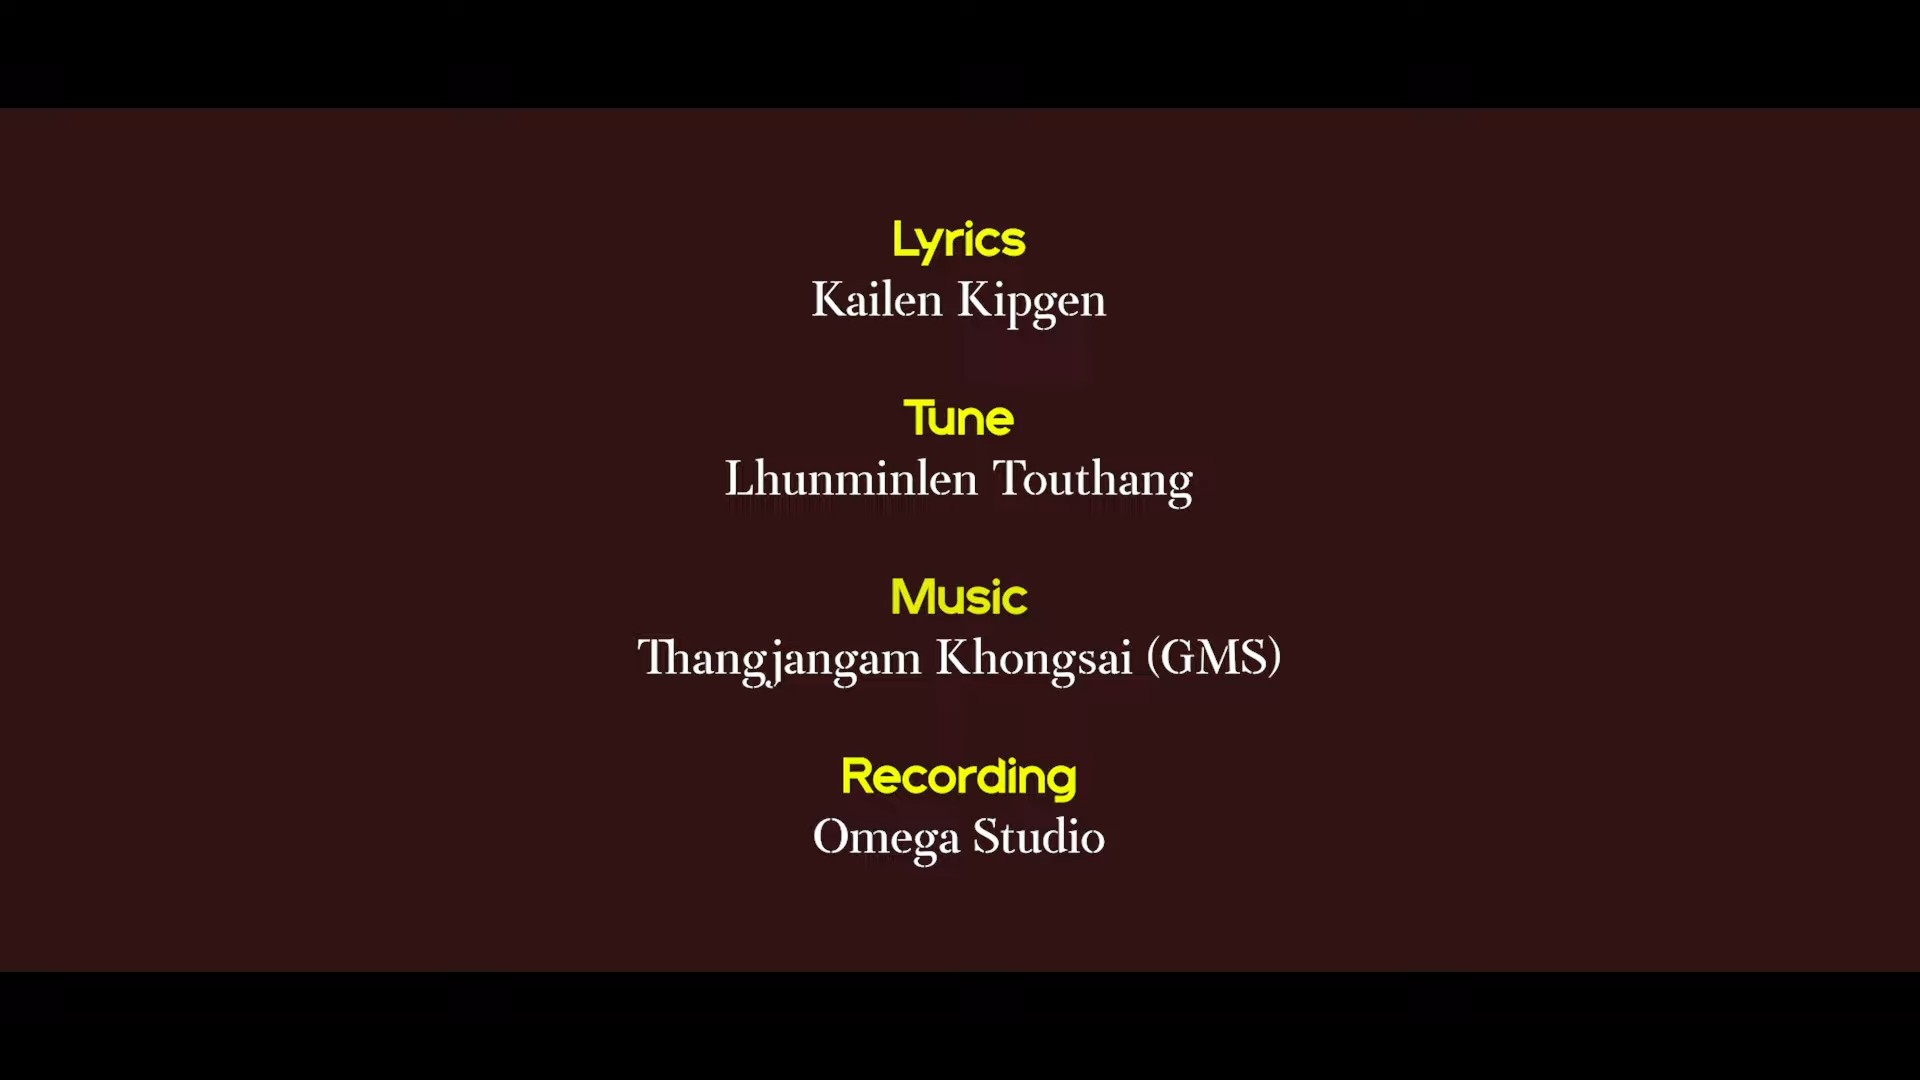 Lyrics
Kailen Kipgen
Tune
Lhunminlen Touthang
Music
Thangjangam Khongsai (GMS)
Recording
Omega Studio